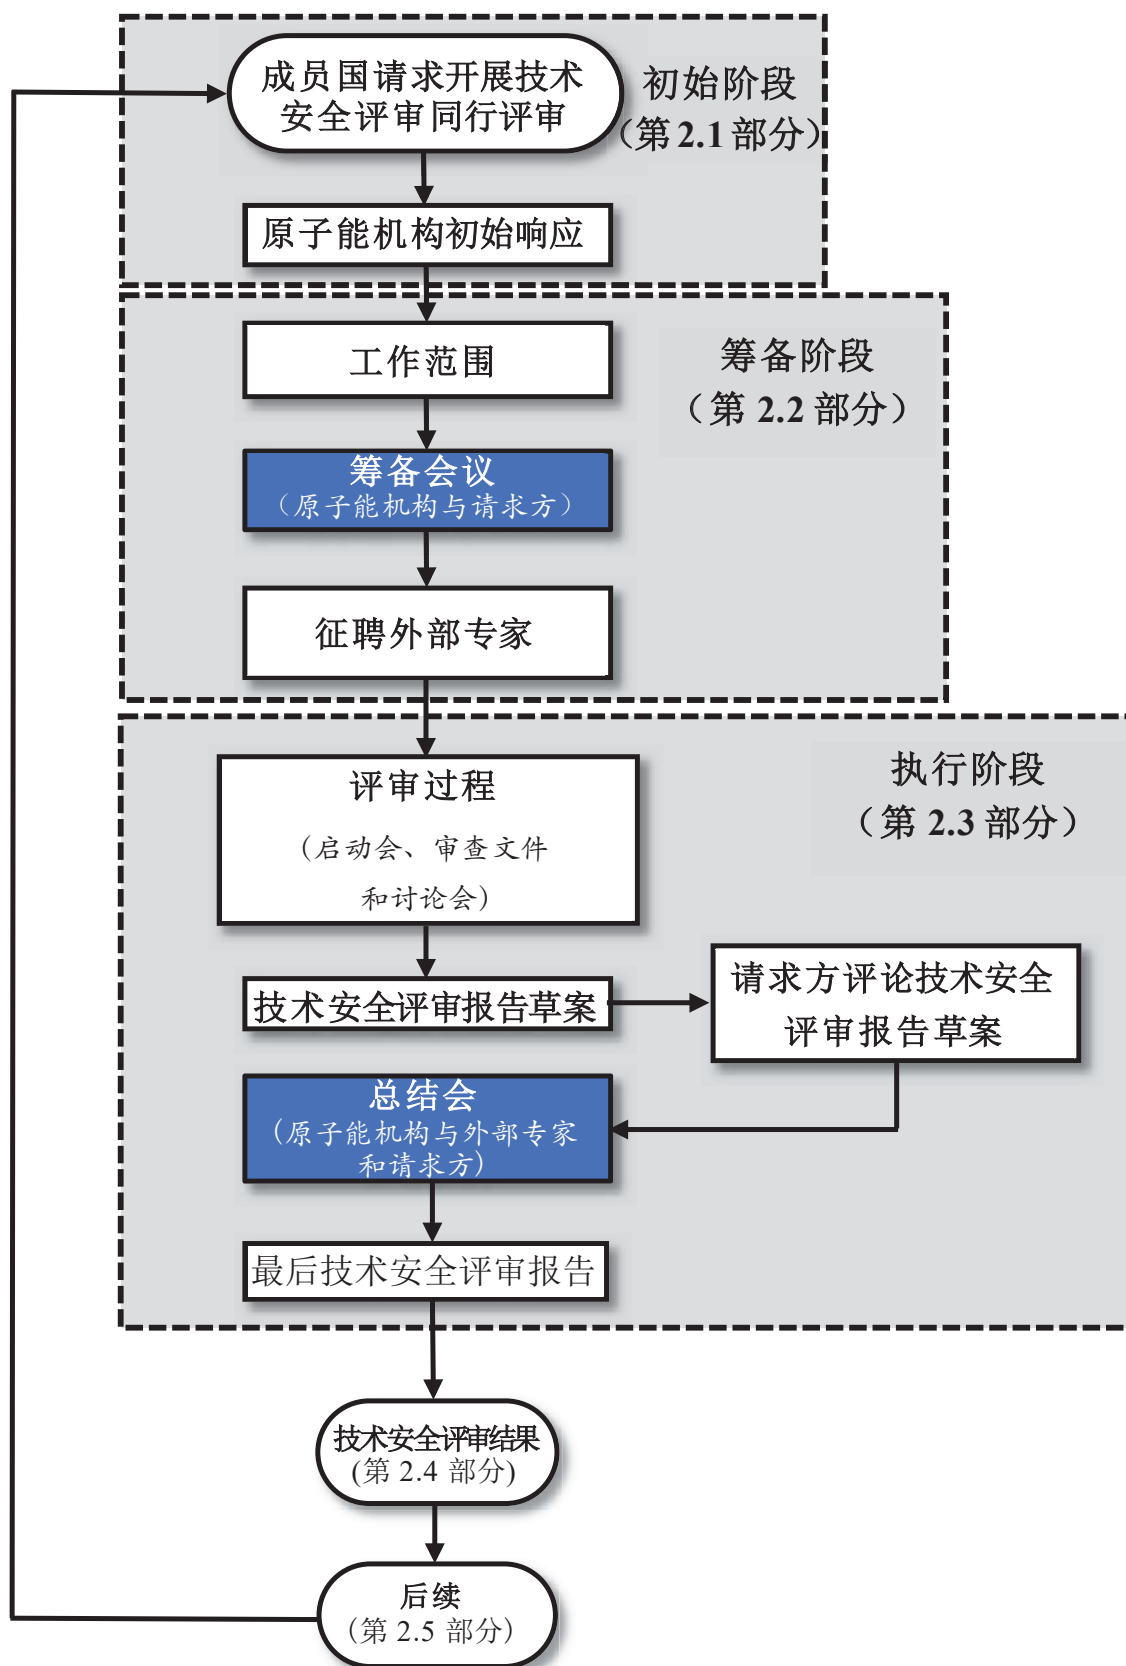 成员国请求开展技术
安全评审同行评审
初始阶段
（第 2.1 部分）
原子能机构初始响应
工作范围
筹备阶段
（第 2.2 部分）
筹备会议
（原子能机构与请求方）
征聘外部专家
评审过程
（启动会、审查文件
和讨论会）
执行阶段
（第 2.3 部分）
技术安全评审报告草案
请求方评论技术安全
评审报告草案
总结会
（原子能机构与外部专家
和请求方）
最后技术安全评审报告
技术安全评审结果
(第 2.4 部分)
后续
（第 2.5 部分）